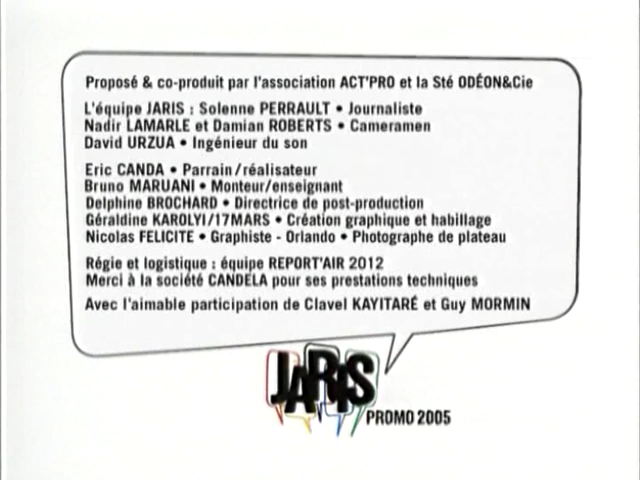 Proposé & co-produit par l'association ACT'PRO et la Sté ODÉON&Cie
L'équipe JARIS : Solenne PERRAULT • Journaliste
Nadir LAMARLE et Damian ROBERTS • Cameramen
David URZUA • Ingénieur du son
Eric CANDA • Parrain/réalisateur
Bruno MARUANI • Monteur/enseignant
Delphine BROCHARD • Directrice de post-production
Géraldine KAROLYI/17MARS • Création graphique et habillage
Nicolas FELICITE • Graphiste - Orlando • Photographe de plateau
Régie et logistique : équipe REPORT'AIR 2012
Merci à la société CANDELA pour ses prestations techniques
Avec l'aimable participation de Clavel KAYITARÉ et Guy MORMIN
JARIS
PROMO 2005